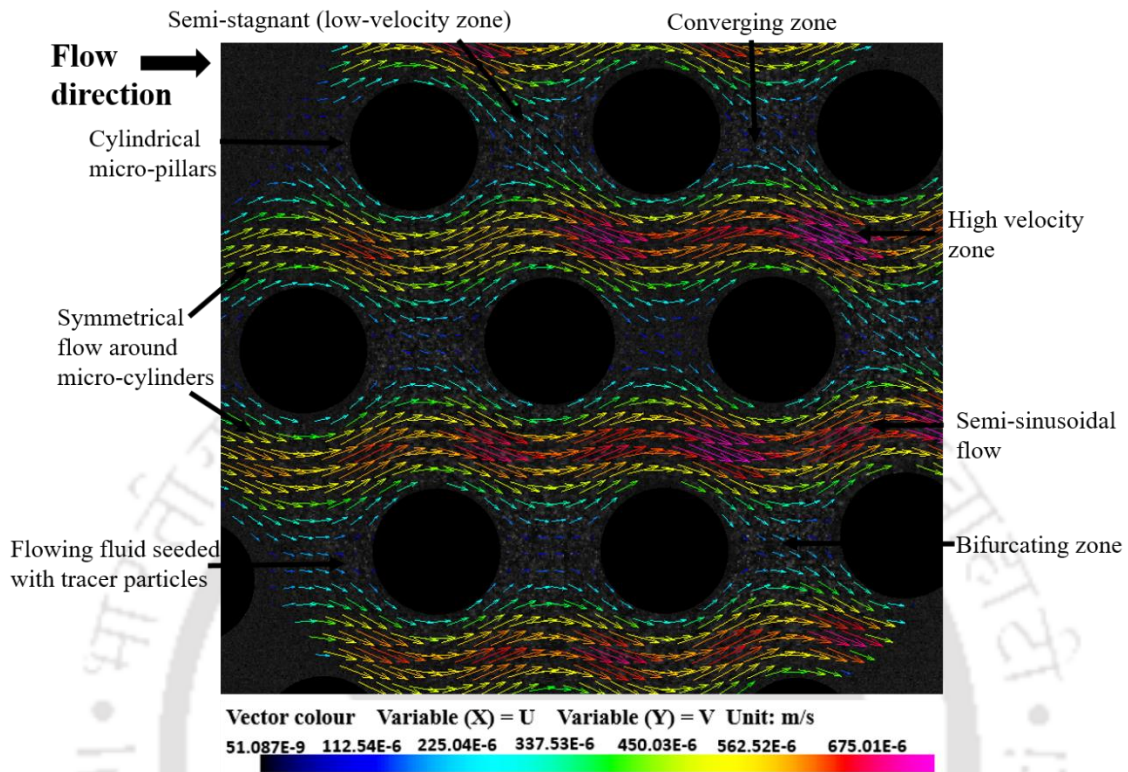 Semi-stagnant (low-velocity zone)
Converging zone
Flow
direction
Cylindrical
micro-pillars
High velocity
zone
Symmetrical
flow around
micro-cylinders
Semi-sinusoidal
flow
Flowing fluid seeded
with tracer particles
Bifurcating zone
Vector colour Variable (X) = U Variable (Y) = V Unit: m/s
51.087E-9 112.54E-6 225.04E-6 337.53E-6 450.03E-6 562.52E-6 675.01E-6